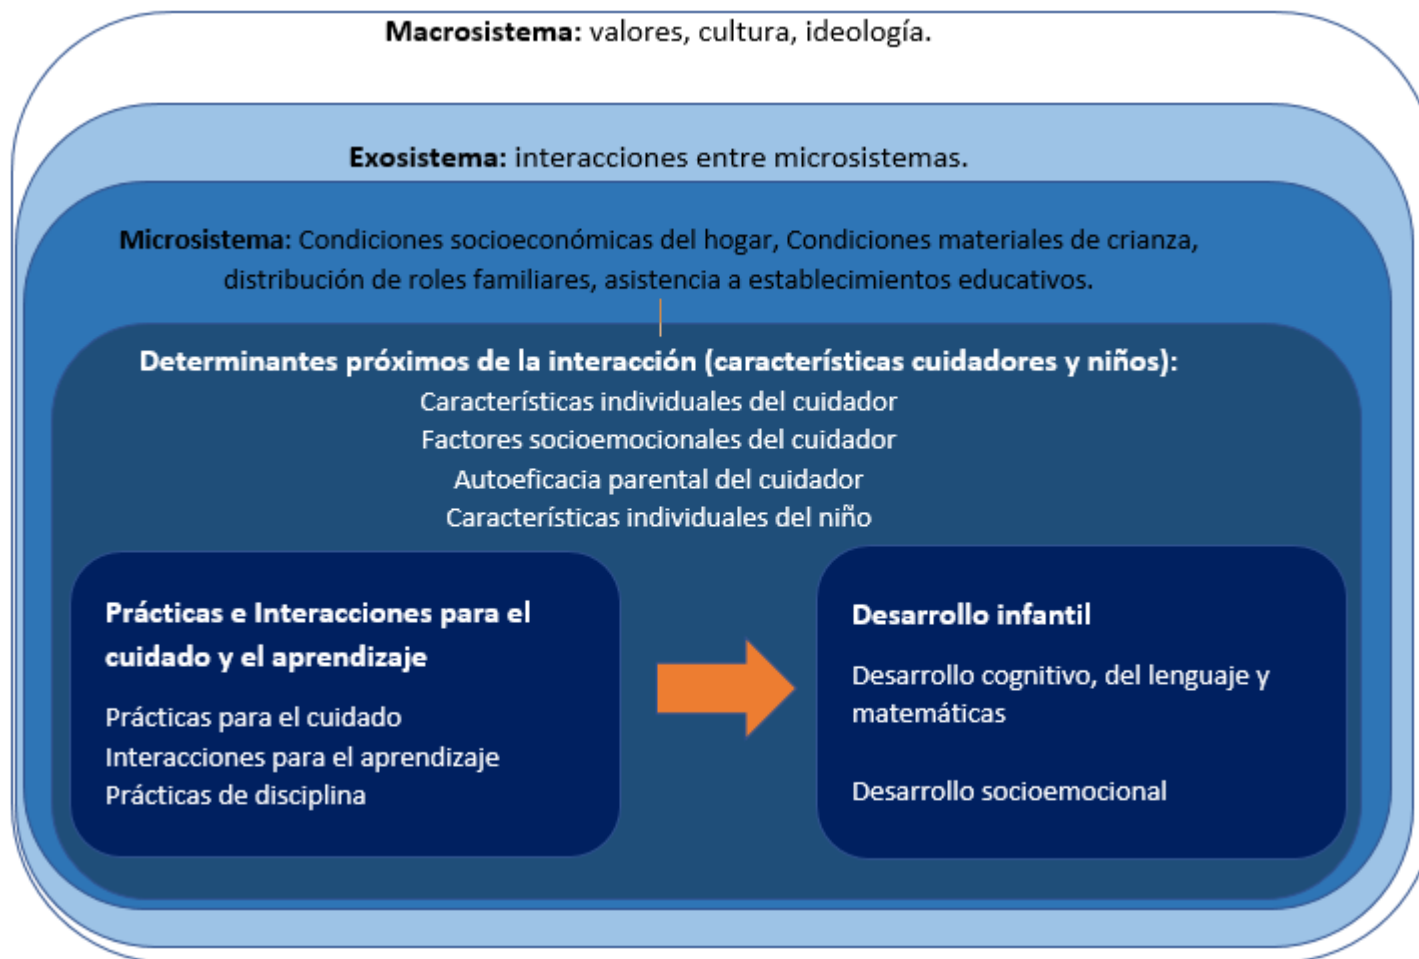 Macrosistema: valores, cultura, ideología.
Exosistema: interacciones entre microsistemas.
Microsistema: Condiciones socioeconómicas del hogar, Condiciones materiales de crianza,
distribución de roles familiares, asistencia a establecimientos educativos.
Determinantes próximos de la interacción (características cuidadores y niños):
Características individuales del cuidador
Factores socioemocionales del cuidador
Autoeficacia parental del cuidador
Características individuales del niño
Prácticas e Interacciones para el
cuidado y el aprendizaje
Prácticas para el cuidado
Interacciones para el aprendizaje
Prácticas de disciplina
Desarrollo infantil
Desarrollo cognitivo, del lenguaje y
matemáticas
Desarrollo socioemocional